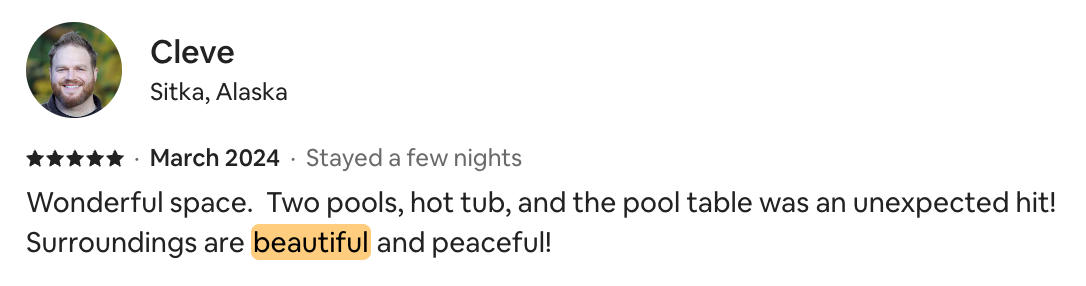 Cleve
Sitka, Alaska
★★★★★ · March 2024 · Stayed a few nights
Wonderful space.  Two pools, hot tub, and the pool table was an unexpected hit!
Surroundings are beautiful and peaceful!